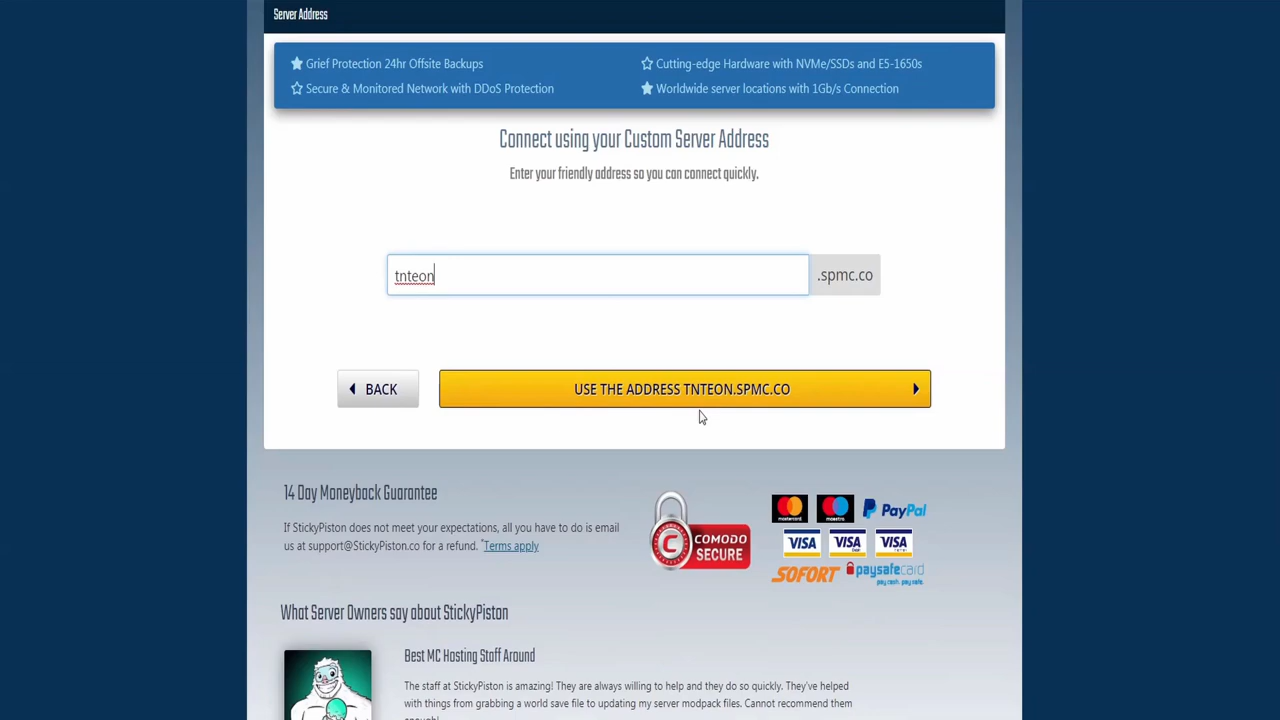 Server Address
Grief Protection 24hr Offsite Backups
Cutting-edge Hardware with NVMe/SSDs and E5-1650s
Secure & Monitored Network with DDoS Protection
Worldwide server locations with 1Gb/s Connection
Connect using your Custom Server Address
Enter your friendly address so you can connect quickly.
tnteon
.spmc.co
BACK
USE THE ADDRESS TNTEON.SPMC.CO
14 Day Moneyback Guarantee
If StickyPiston does not meet your expectations, all you have to do is email
us at support@StickyPiston.co for a refund. *Terms apply
COMODO
SECURE
mastercard
maestro
PayPal
VISA
VISA
VISA
SOFORT
paysafecard
pay cash. pay safe.
What Server Owners say about StickyPiston
Best MC Hosting Staff Around
The staff at StickyPiston is amazing! They are always willing to help and they do so quickly. They've helped
with things from grabbing a world save file to updating my server modpack files. Cannot recommend them